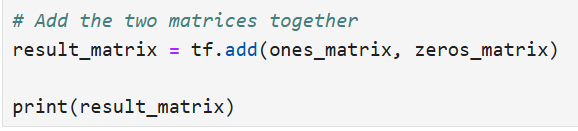 # Add the two matrices together
result_matrix = tf.add(ones_matrix, zeros_matrix)
print(result_matrix)